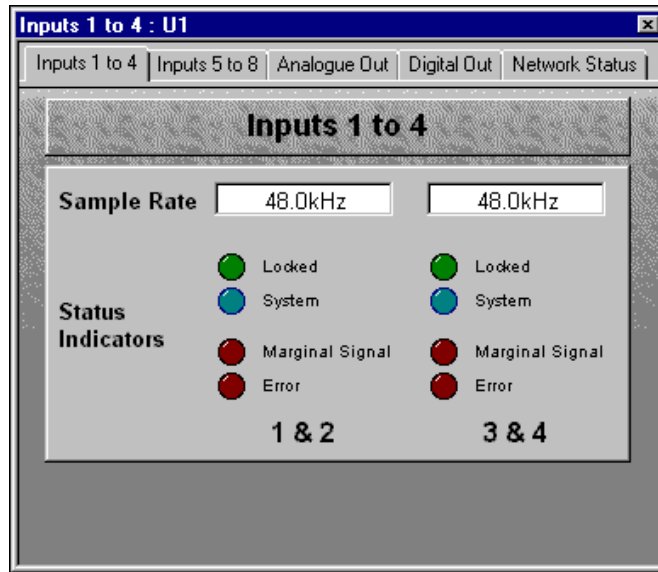 Inputs 1 to 4 : U1
Inputs 1 to 4 Inputs 5 to 8 Analogue Out Digital Out Network Status
Inputs 1 to 4
Sample Rate 48.0kHz 48.0kHz
Locked Locked
System System
Status
Indicators
Marginal Signal Marginal Signal
Error Error
1 & 2 3 & 4